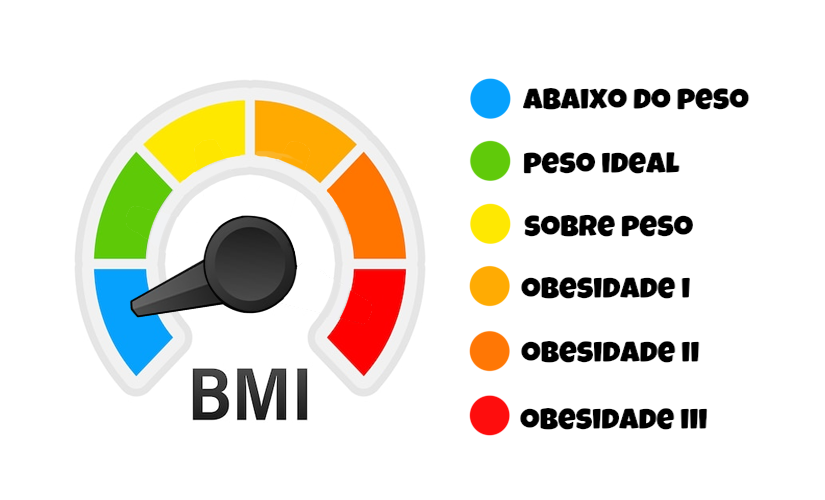 BMI
ABAIXO DO PESO
PESO IDEAL
SOBRE PESO
OBESIDADE I
OBESIDADE II
OBESIDADE III